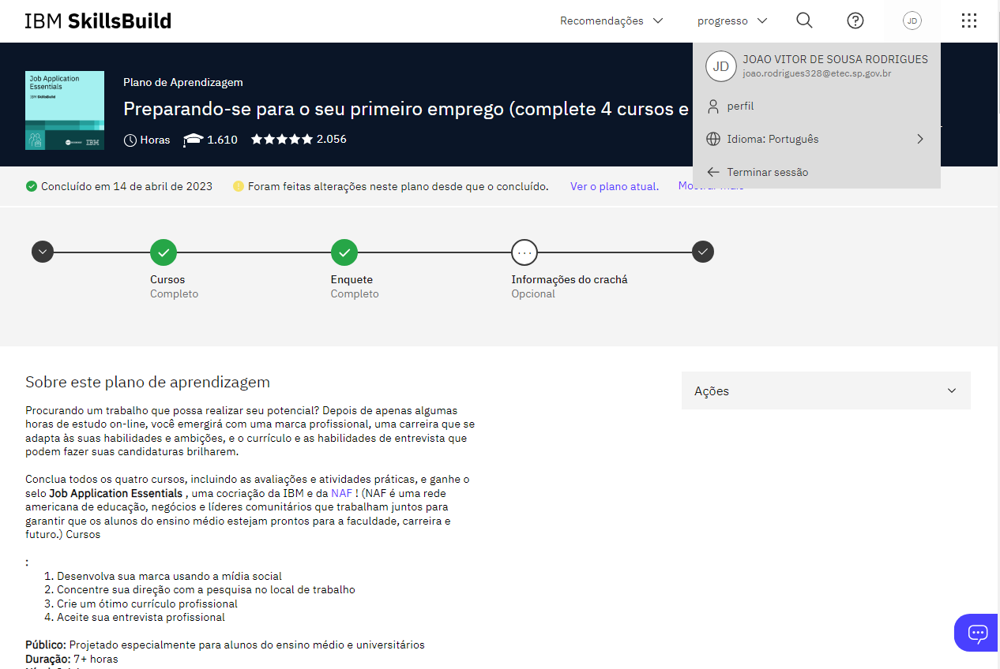 IBM SkillsBuild
Recomendações
progresso
JD
JD
JOAO VITOR DE SOUSA RODRIGUES
joao.rodrigues328@etec.sp.gov.br
perfil
Idioma: Português
Terminar sessão
Job Application
Essentials
IBM SkillsBuild
IBM
Plano de Aprendizagem
Preparando-se para o seu primeiro emprego (complete 4 cursos e
Horas 1.610 2.056
Concluído em 14 de abril de 2023 Foram feitas alterações neste plano desde que o concluído. Ver o plano atual. Mostrar mais
Cursos
Completo
Enquete
Completo
Informações do crachá
Opcional
Sobre este plano de aprendizagem
Ações
Procurando um trabalho que possa realizar seu potencial? Depois de apenas algumas
horas de estudo on-line, você emergirá com uma marca profissional, uma carreira que se
adapta às suas habilidades e ambições, e o currículo e as habilidades de entrevista que
podem fazer suas candidaturas brilharem.
Conclua todos os quatro cursos, incluindo as avaliações e atividades práticas, e ganhe o
selo Job Application Essentials , uma cocriação da IBM e da NAF ! (NAF é uma rede
americana de educação, negócios e líderes comunitários que trabalham juntos para
garantir que os alunos do ensino médio estejam prontos para a faculdade, carreira e
futuro.) Cursos
:
1. Desenvolva sua marca usando a mídia social
2. Concentre sua direção com a pesquisa no local de trabalho
3. Crie um ótimo currículo profissional
4. Aceite sua entrevista profissional
Público: Projetado especialmente para alunos do ensino médio e universitários
Duração: 7+ horas